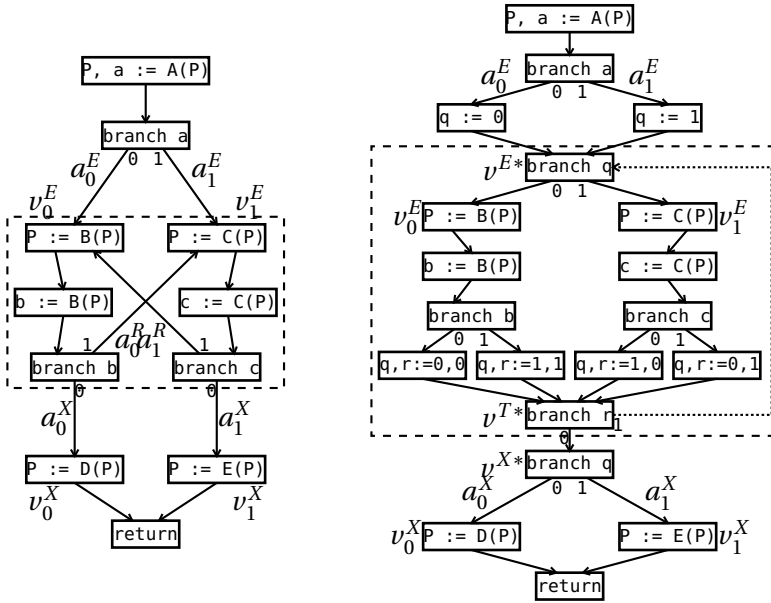 P, a := A(P)
branch a
0 1
a_0^E a_1^E
v_0^E v_1^E
P := B(P) P := C(P)
b := B(P) c := C(P)
1 a_0^R a_1^R 1
branch b branch c
0 0
a_0^X a_1^X
P := D(P) P := E(P)
v_0^X v_1^X
return
P, a := A(P)
branch a
a_0^E 0 1 a_1^E
q := 0 q := 1
v^{E*} branch q
0 1
v_0^E P := B(P) P := C(P) v_1^E
b := B(P) c := C(P)
branch b branch c
0 1 0 1
q,r:=0,0 q,r:=1,1 q,r:=1,0 q,r:=0,1
v^{T*} branch r 1
0
v^{X*} branch q
0 1
a_0^X a_1^X
v_0^X P := D(P) P := E(P) v_1^X
return